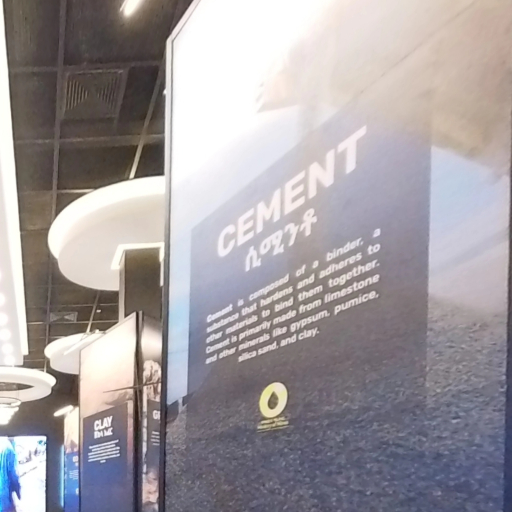 CEMENT
ሲሚንቶ
Cement is composed of a binder, a
substance that hardens and adheres to
other materials to bind them together.
Cement is primarily made from limestone
and other minerals like gypsum, pumice,
silica sand, and clay.
CLAY